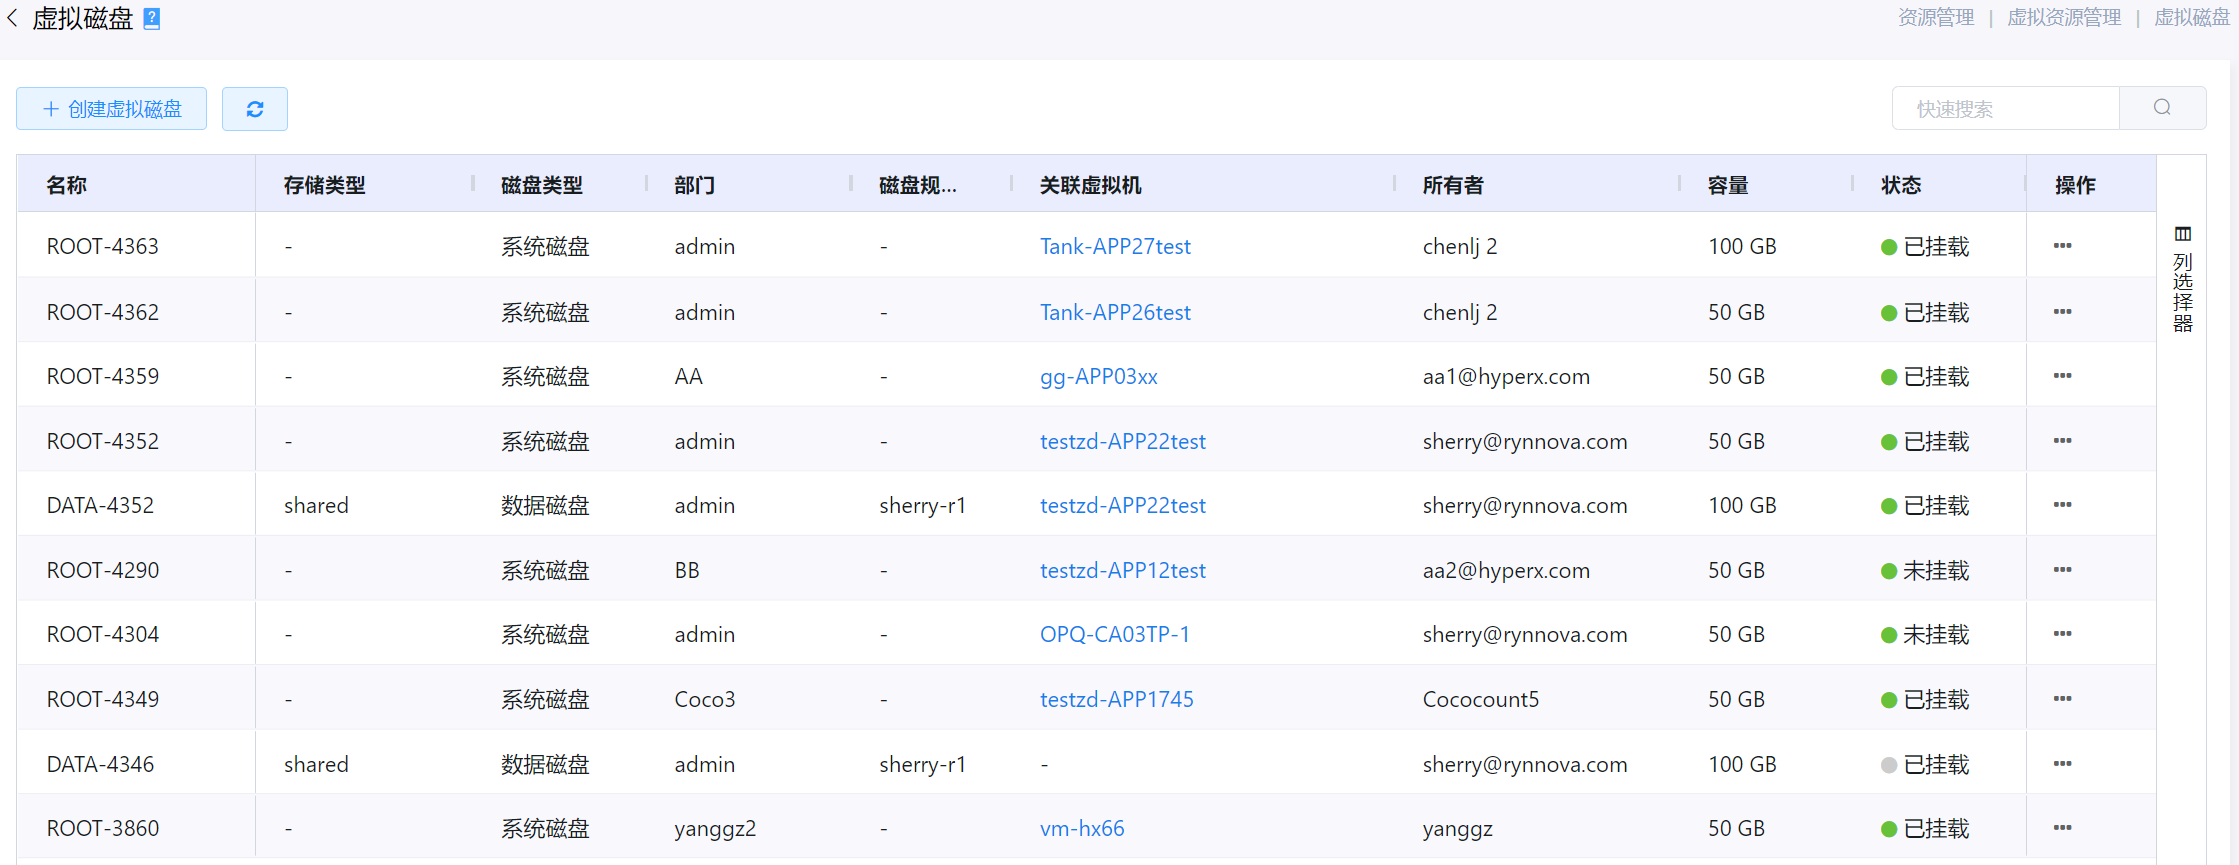 虚拟磁盘
资源管理 | 虚拟资源管理 | 虚拟磁盘
创建虚拟磁盘
快速搜索
名称 存储类型 磁盘类型 部门 磁盘规... 关联虚拟机 所有者 容量 状态 操作
ROOT-4363 - 系统磁盘 admin - Tank-APP27test chenlj 2 100 GB 已挂载 ···
ROOT-4362 - 系统磁盘 admin - Tank-APP26test chenlj 2 50 GB 已挂载 ···
ROOT-4359 - 系统磁盘 AA - gg-APP03xx aa1@hyperx.com 50 GB 已挂载 ···
ROOT-4352 - 系统磁盘 admin - testzd-APP22test sherry@rynnova.com 50 GB 已挂载 ···
DATA-4352 shared 数据磁盘 admin sherry-r1 testzd-APP22test sherry@rynnova.com 100 GB 已挂载 ···
ROOT-4290 - 系统磁盘 BB - testzd-APP12test aa2@hyperx.com 50 GB 未挂载 ···
ROOT-4304 - 系统磁盘 admin - OPQ-CA03TP-1 sherry@rynnova.com 50 GB 未挂载 ···
ROOT-4349 - 系统磁盘 Coco3 - testzd-APP1745 Cococount5 50 GB 已挂载 ···
DATA-4346 shared 数据磁盘 admin sherry-r1 - sherry@rynnova.com 100 GB 已挂载 ···
ROOT-3860 - 系统磁盘 yanggz2 - vm-hx66 yanggz 50 GB 已挂载 ···
列选择器